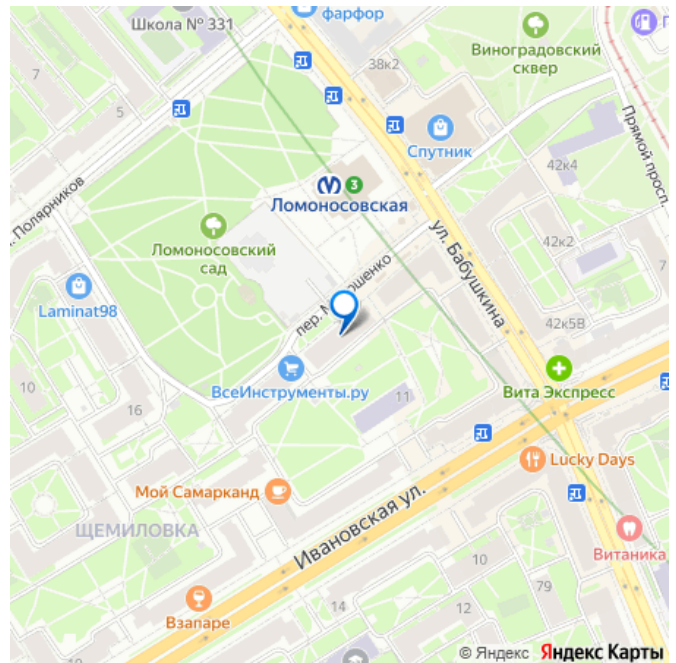 фарфор
Школа № 331
Виноградовский
сквер
38к2
7
5
Спутник
Прямой просп.
42к4
3
Ломоносовская
Полярников
ул. Бабушкина
42к2
Ломоносовский
сад
7
Laminat98
пер.
42к5В
ВсеИнструменты.ру
Вита Экспресс
10
16
11
Lucky Days
Мой Самарканд
Ивановская ул.
ЩЕМИЛОВКА
Витаника
10
79
Взапаре
14
12
© Яндекс Яндекс Карты